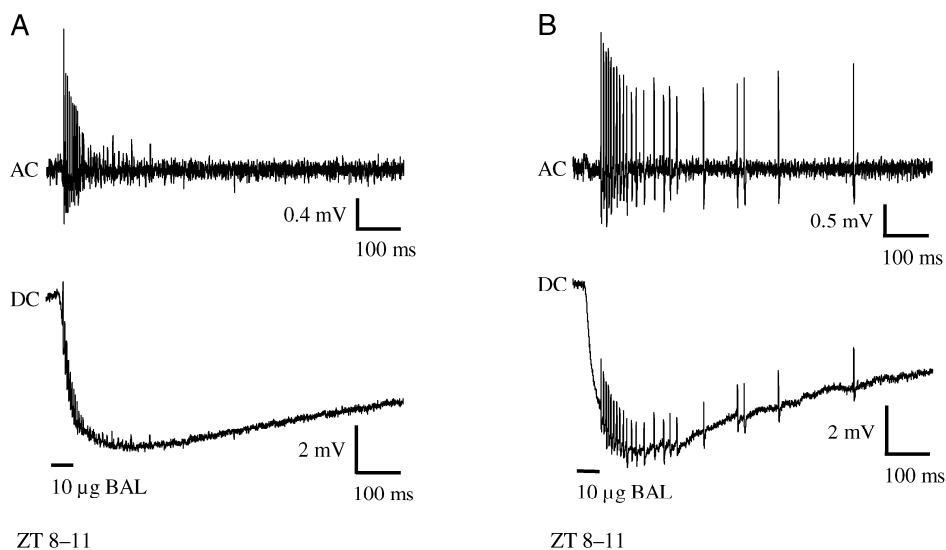 A
B
AC
0.4 mV
100 ms
AC
0.5 mV
100 ms
DC
2 mV
100 ms
10 µg BAL
DC
2 mV
100 ms
10 µg BAL
ZT 8–11
ZT 8–11